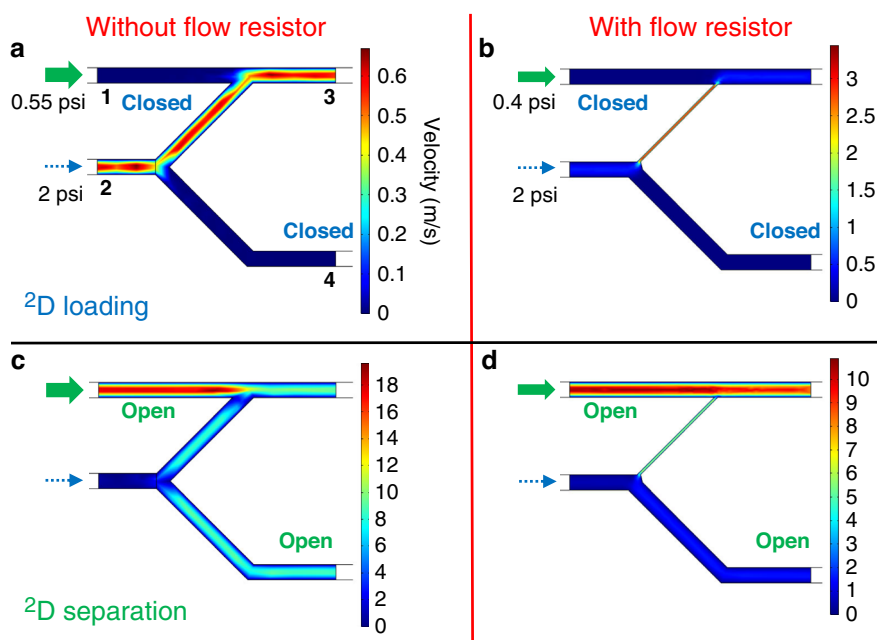 Without flow resistor
With flow resistor
a
0.55 psi
1
Closed
3
2 psi
2
Closed
4
²D loading
0.6
0.5
0.4
0.3
0.2
0.1
0
Velocity (m/s)
b
0.4 psi
Closed
2 psi
Closed
3
2.5
2
1.5
1
0.5
0
c
Open
Open
²D separation
18
16
14
12
10
8
6
4
2
0
d
Open
Open
10
9
8
7
6
5
4
3
2
1
0